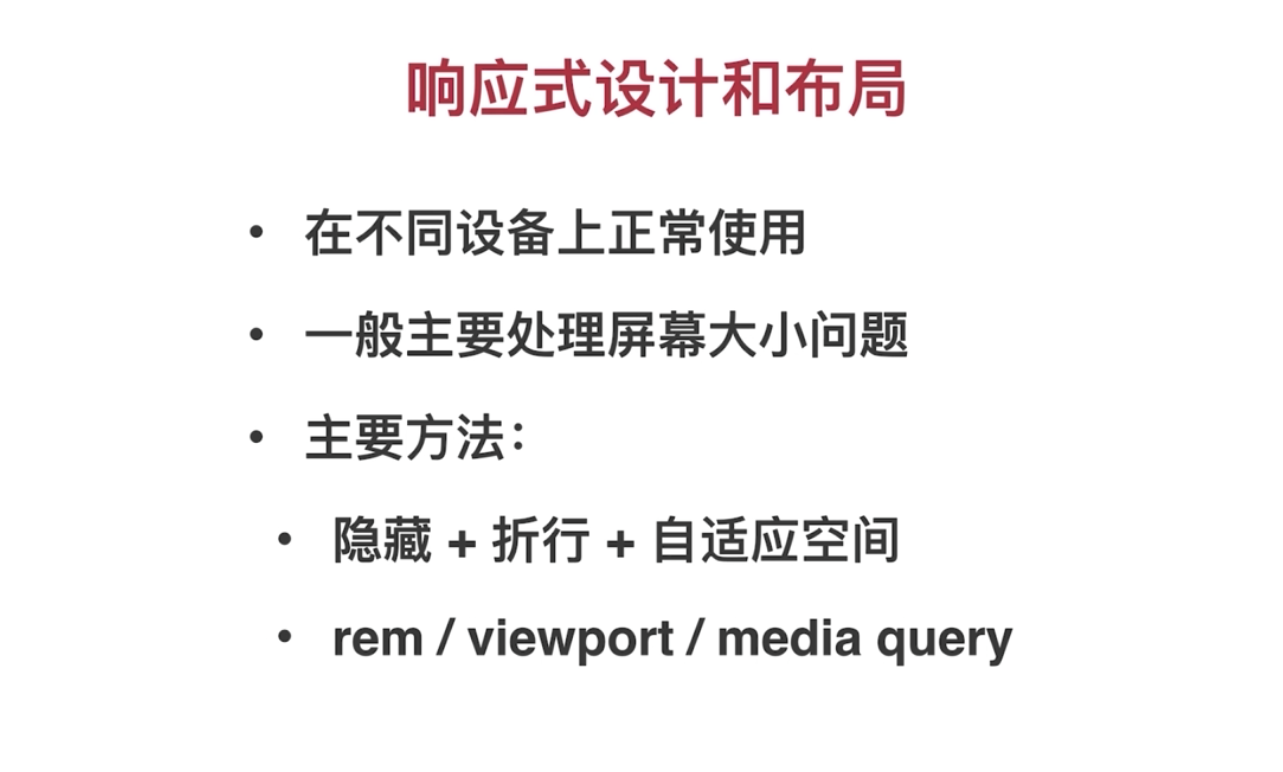 响应式设计和布局
• 在不同设备上正常使用
• 一般主要处理屏幕大小问题
• 主要方法：
• 隐藏 + 折行 + 自适应空间
• rem / viewport / media query